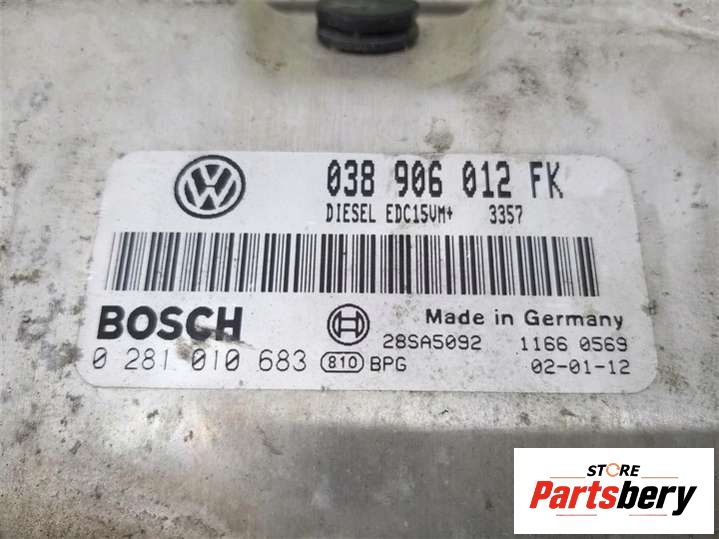 038 906 012 FK
DIESEL EDC15VM+ 3357
BOSCH
Made in Germany
28SA5092 1166 0569
0 281 010 683 810 BPG 02-01-12
STORE
Partsbery